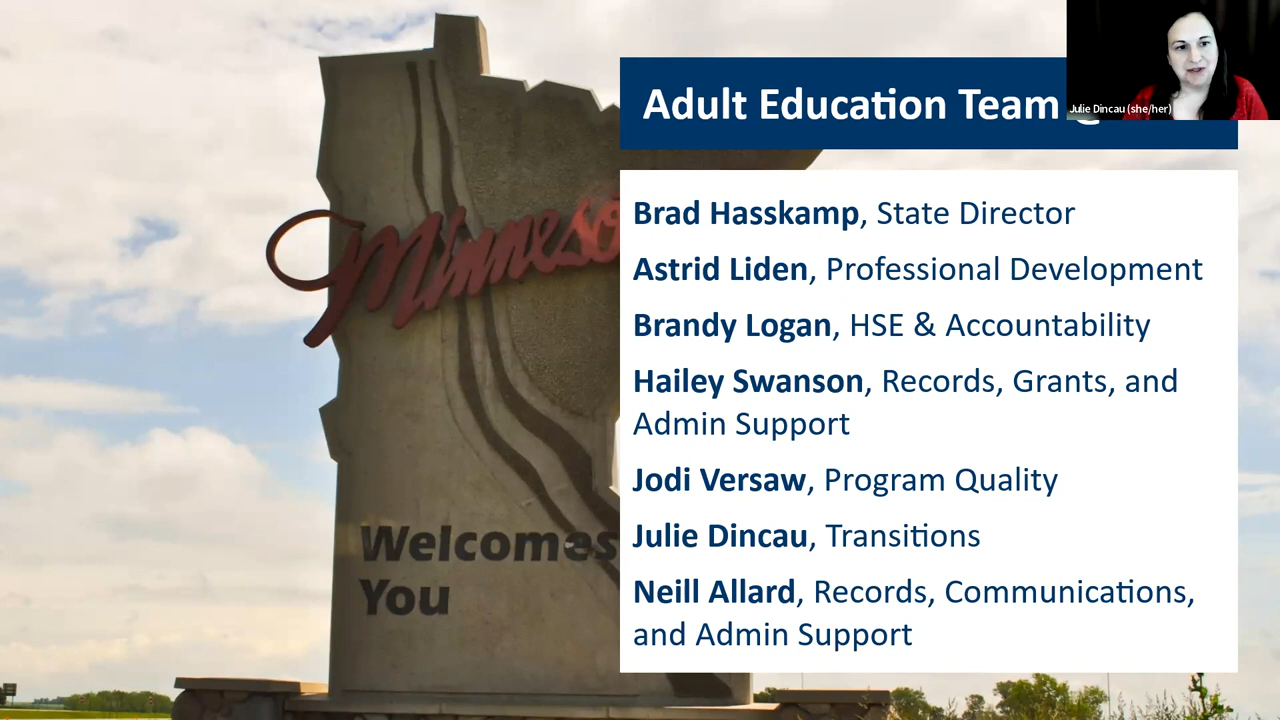 Adult Education Team
Julie Dincau (she/her)
Brad Hasskamp, State Director
Astrid Liden, Professional Development
Brandy Logan, HSE & Accountability
Hailey Swanson, Records, Grants, and
Admin Support
Jodi Versaw, Program Quality
Julie Dincau, Transitions
Neill Allard, Records, Communications,
and Admin Support
Welcomes
You